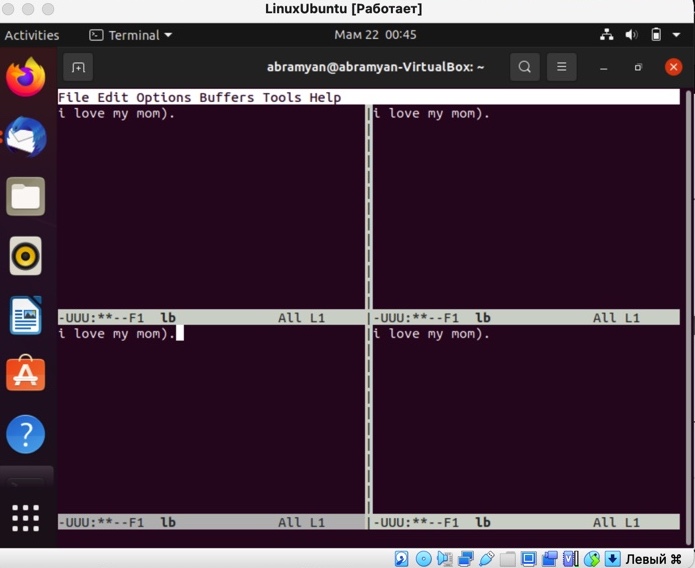 LinuxUbuntu [Работает]
Activities
Terminal
Мам 22 00:45
abramyan@abramyan-VirtualBox: ~
File Edit Options Buffers Tools Help
i love my mom).
i love my mom).
-UUU:**--F1 lb All L1
-UUU:**--F1 lb All L1
i love my mom).
i love my mom).
-UUU:**--F1 lb All L1
-UUU:**--F1 lb All L1
Левый ⌘